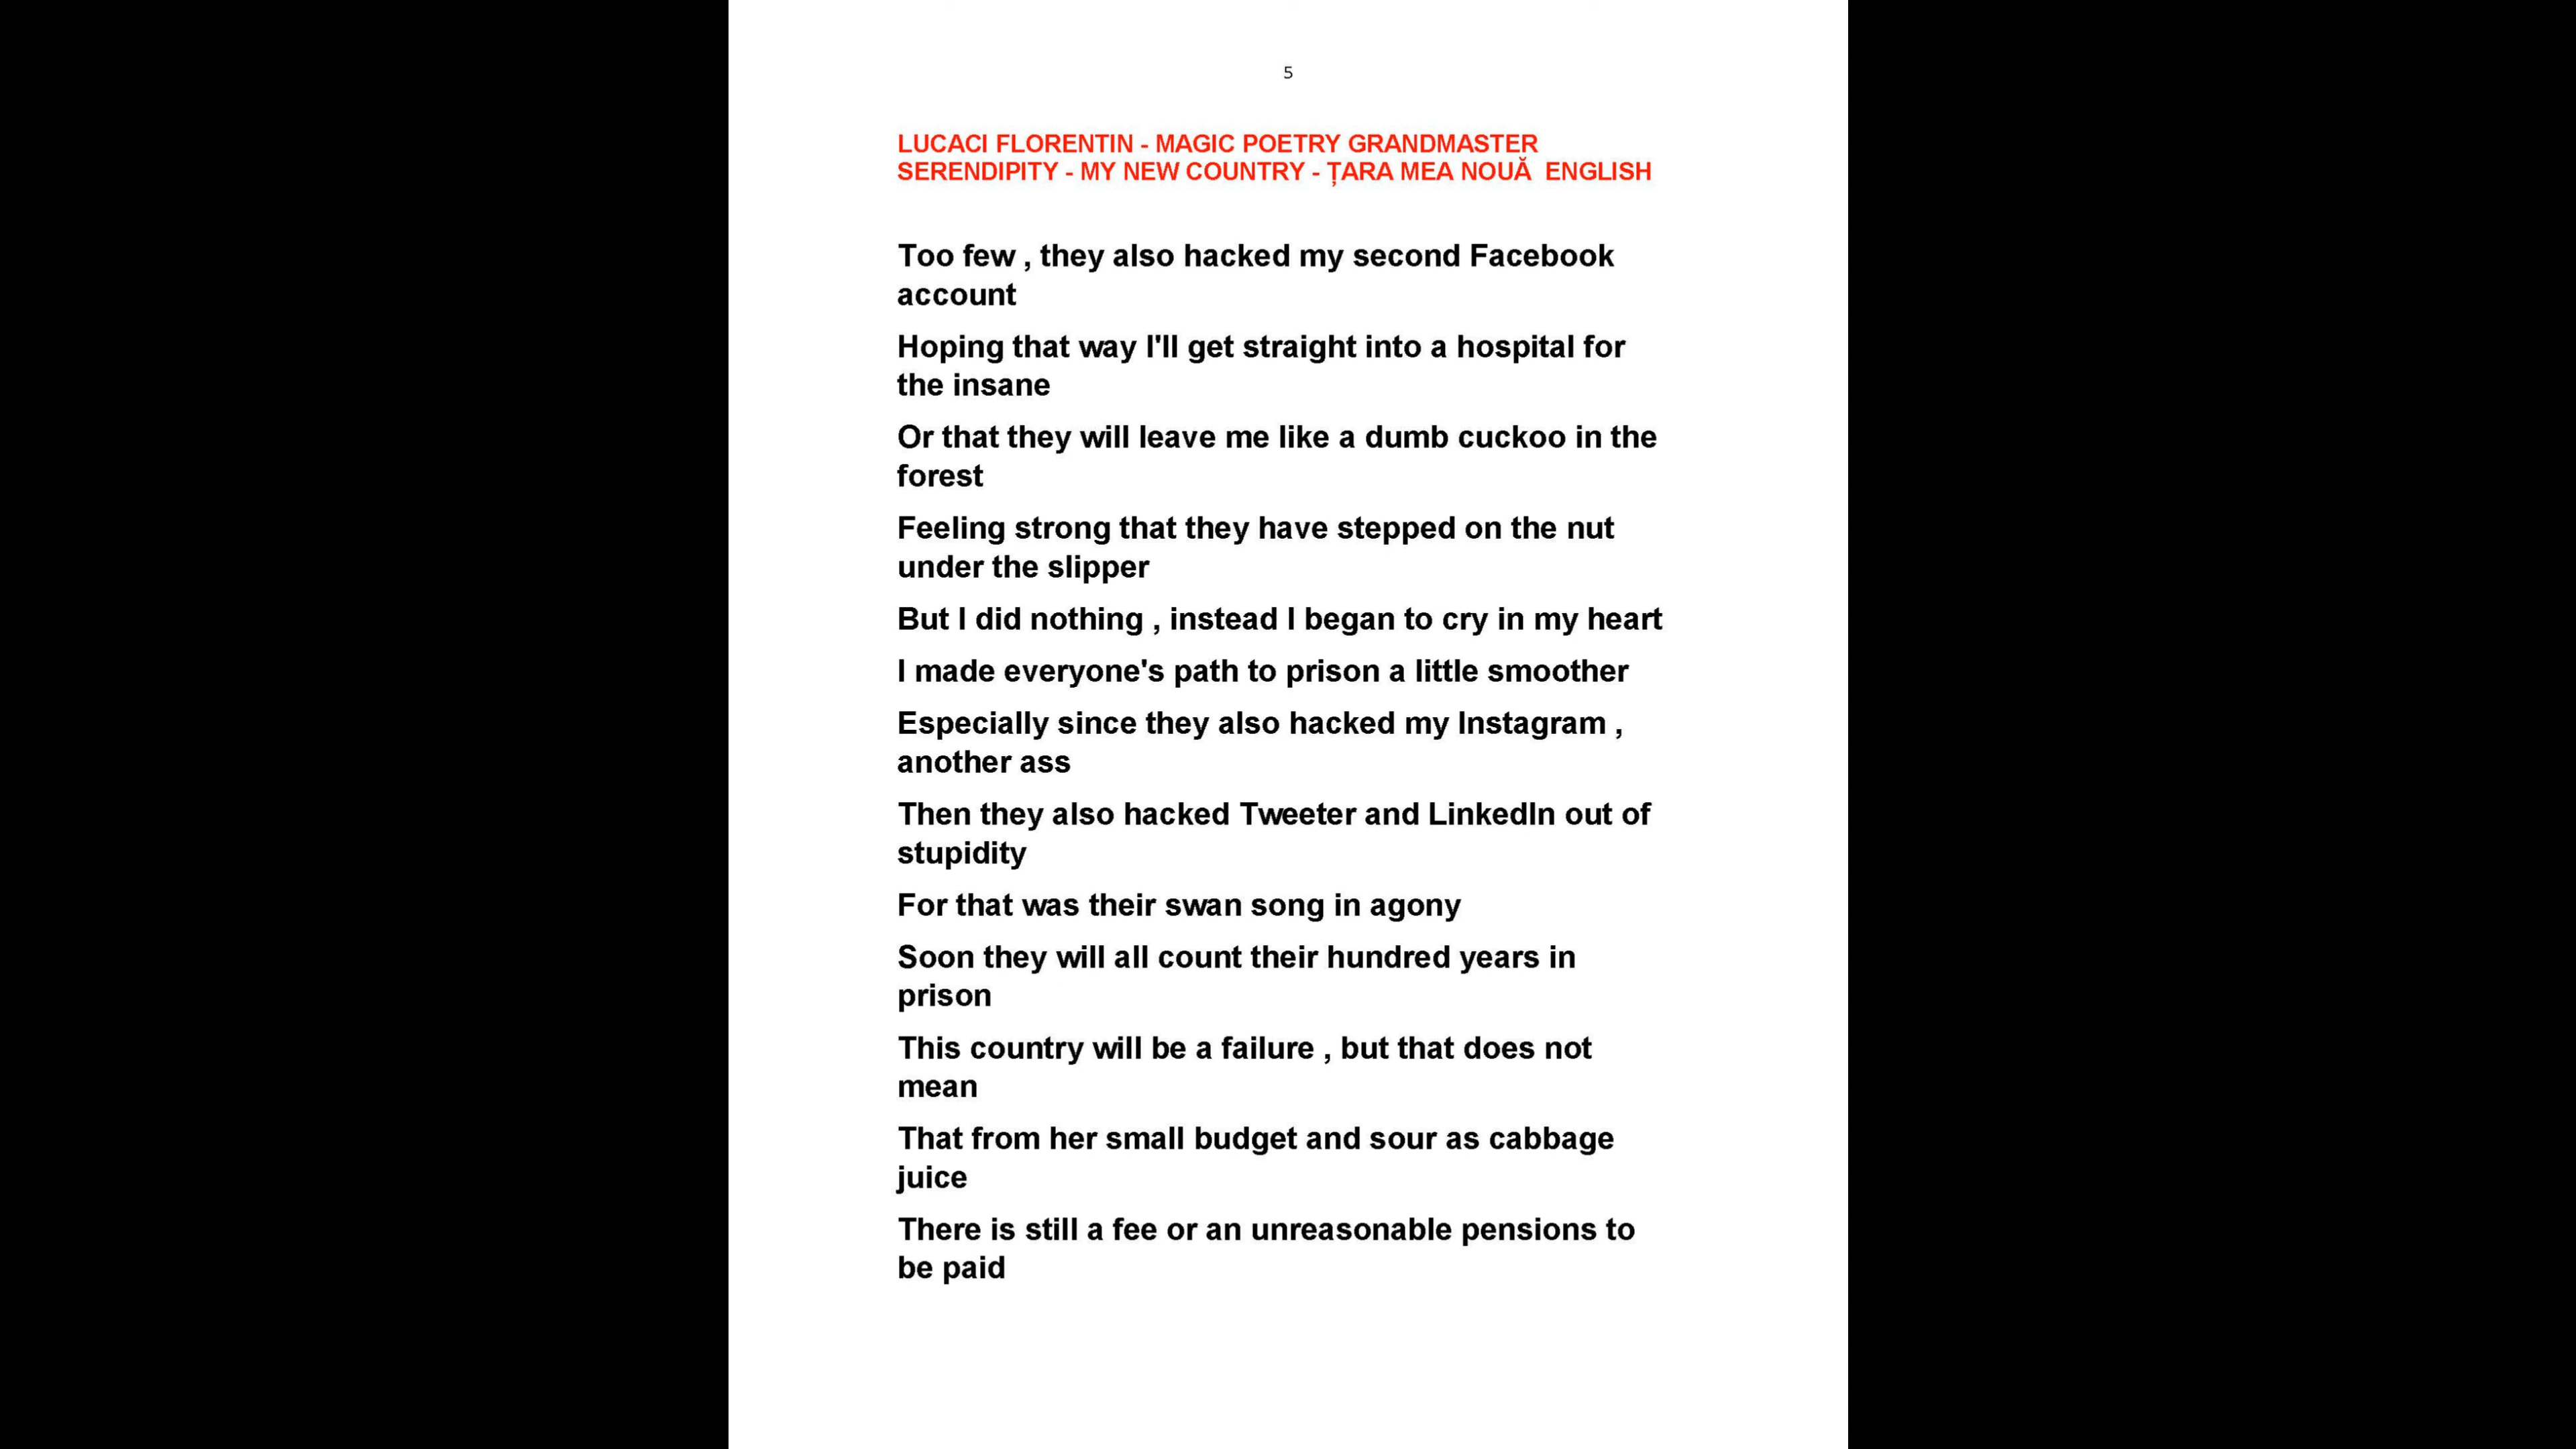 5
LUCACI FLORENTIN - MAGIC POETRY GRANDMASTER
SERENDIPITY - MY NEW COUNTRY - ȚARA MEA NOUĂ  ENGLISH
Too few , they also hacked my second Facebook
account
Hoping that way I'll get straight into a hospital for
the insane
Or that they will leave me like a dumb cuckoo in the
forest
Feeling strong that they have stepped on the nut
under the slipper
But I did nothing , instead I began to cry in my heart
I made everyone's path to prison a little smoother
Especially since they also hacked my Instagram ,
another ass
Then they also hacked Tweeter and LinkedIn out of
stupidity
For that was their swan song in agony
Soon they will all count their hundred years in
prison
This country will be a failure , but that does not
mean
That from her small budget and sour as cabbage
juice
There is still a fee or an unreasonable pensions to
be paid